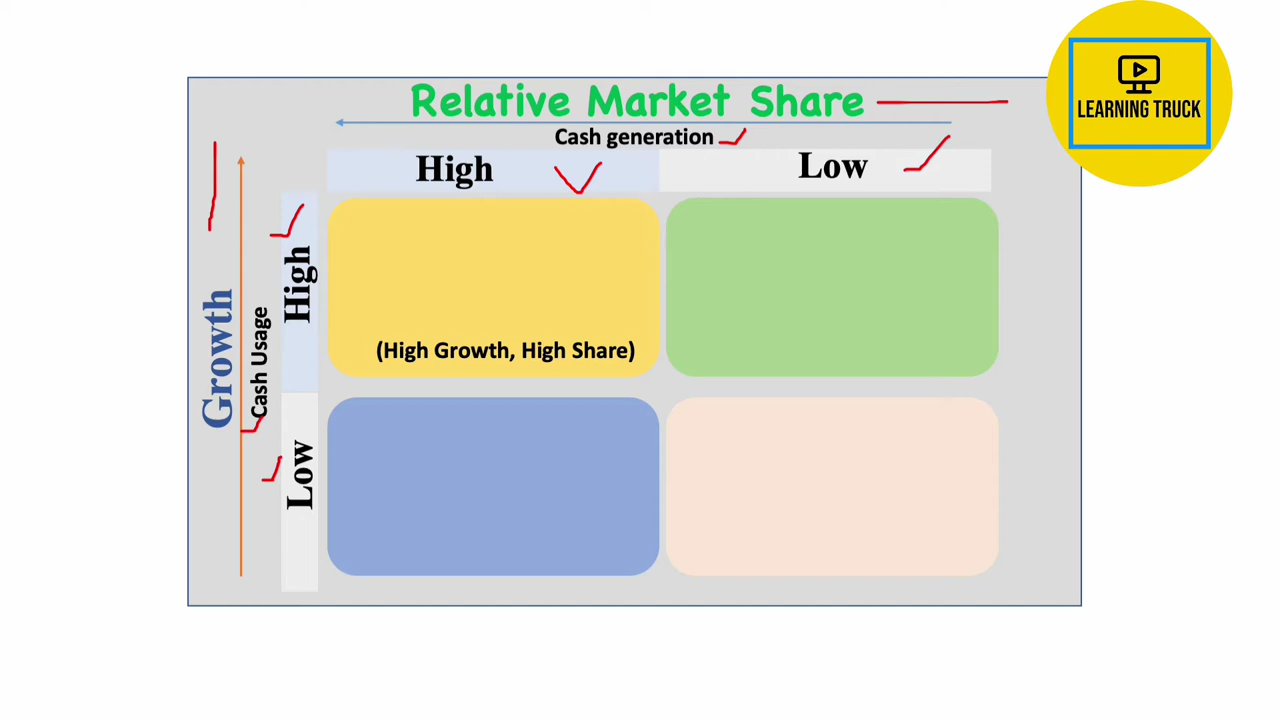 Relative Market Share
LEARNING TRUCK
Cash generation
High
Low
Growth
Cash Usage
High
(High Growth, High Share)
Low